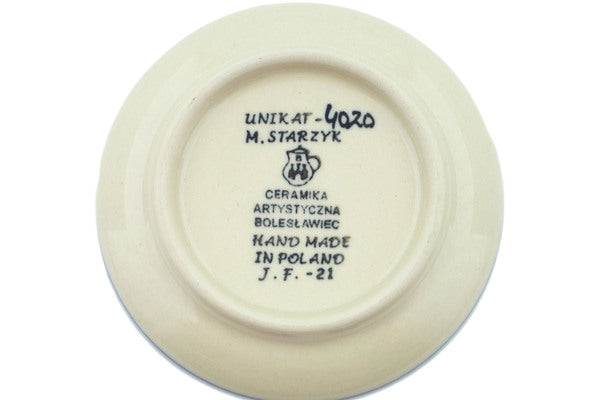 UNIKAT-4020
M. STARZYK
B
CERAMIKA
ARTYSTYCZNA
BOLESŁAWIEC
HAND MADE
IN POLAND
J. F. -21